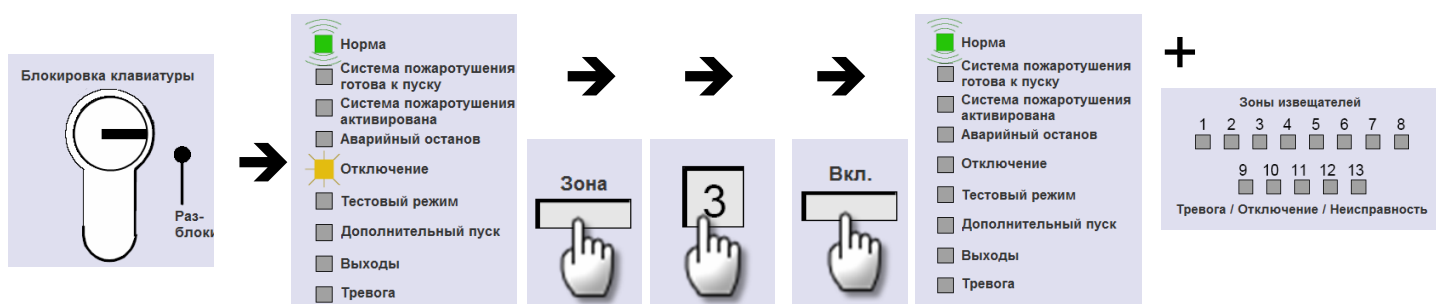 Блокировка клавиатуры
Раз-
блоки
Норма
Система пожаротушения
готова к пуску
Система пожаротушения
активирована
Аварийный останов
Отключение
Тестовый режим
Дополнительный пуск
Выходы
Тревога
Зона
3
Вкл.
Норма
Система пожаротушения
готова к пуску
Система пожаротушения
активирована
Аварийный останов
Отключение
Тестовый режим
Дополнительный пуск
Выходы
Тревога
+
Зоны извещателей
1 2 3 4 5 6 7 8
9 10 11 12 13
Тревога / Отключение / Неисправность